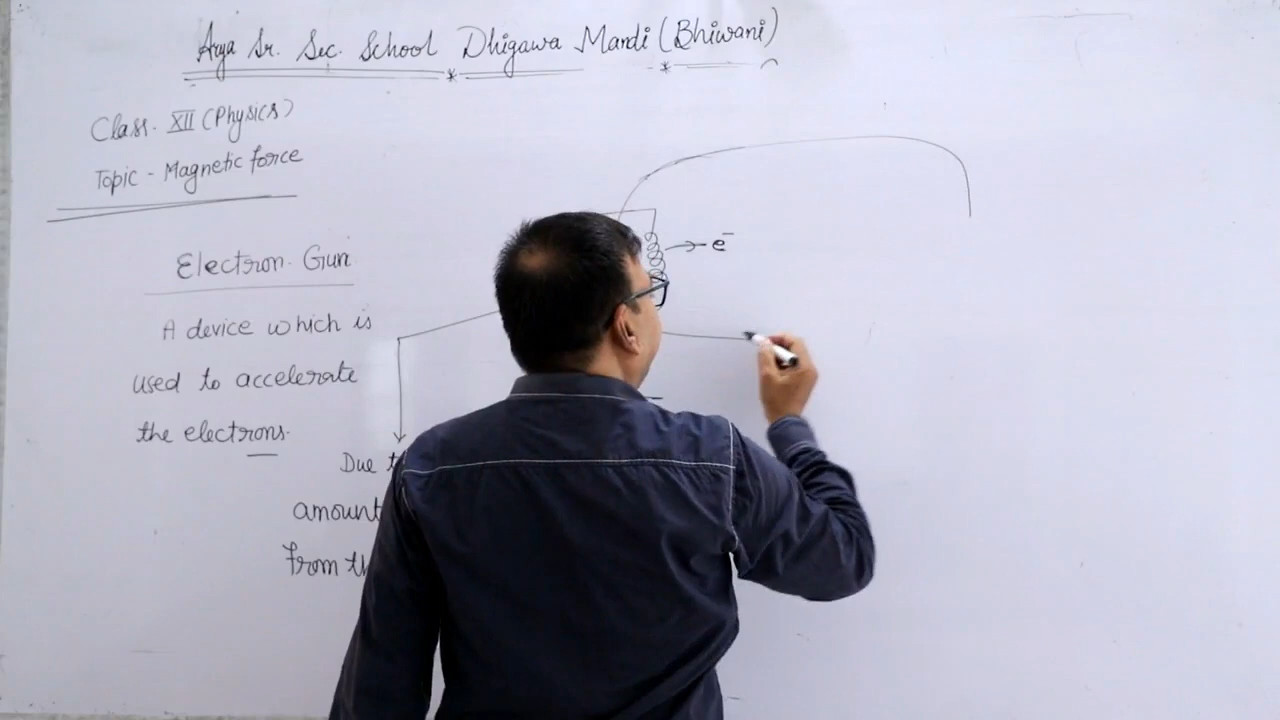 Arya Sr. Sec. School Dhigawa Mandi (Bhiwani)
Class. XII (Physics)
Topic - Magnetic force
Electron Gun
A device which is
used to accelerate
the electrons.
e⁻
Due
amount
from